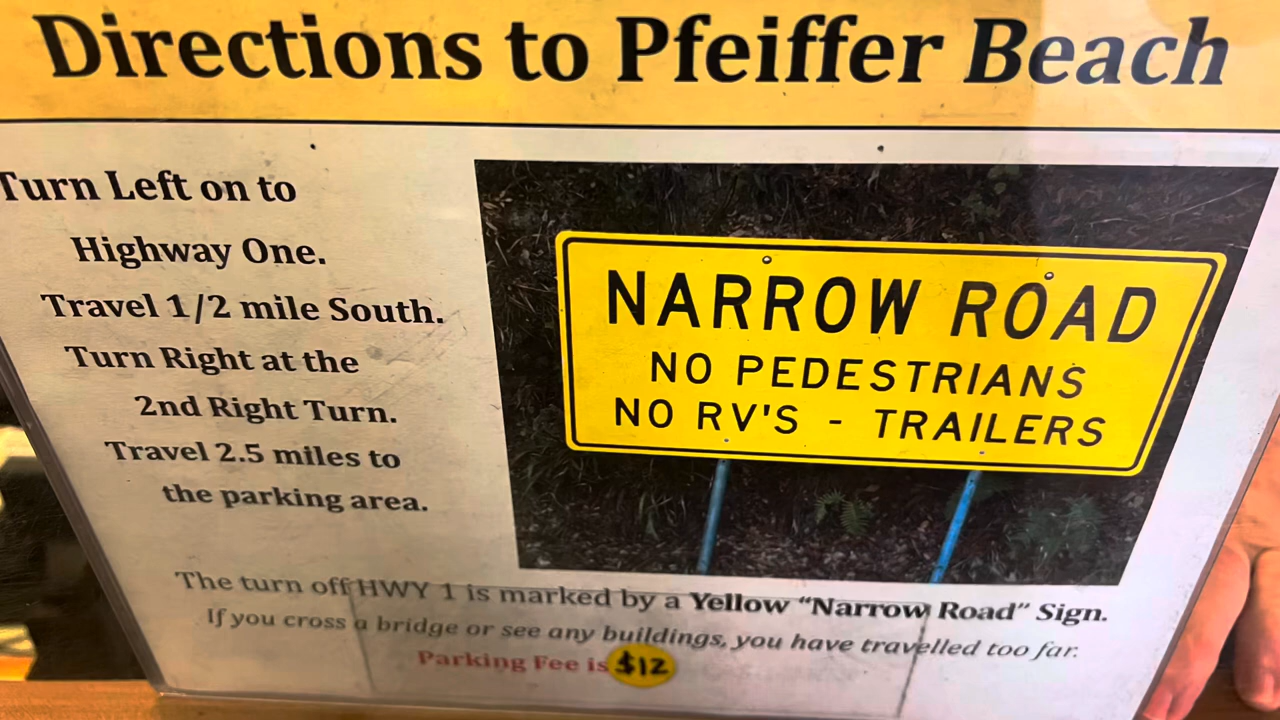 Directions to Pfeiffer Beach
Turn Left on to
Highway One.
Travel 1/2 mile South.
Turn Right at the
2nd Right Turn.
Travel 2.5 miles to
the parking area.
NARROW ROAD
NO PEDESTRIANS
NO RV'S - TRAILERS
The turn off HWY 1 is marked by a Yellow “Narrow Road” Sign.
If you cross a bridge or see any buildings, you have travelled too far.
Parking Fee is $12